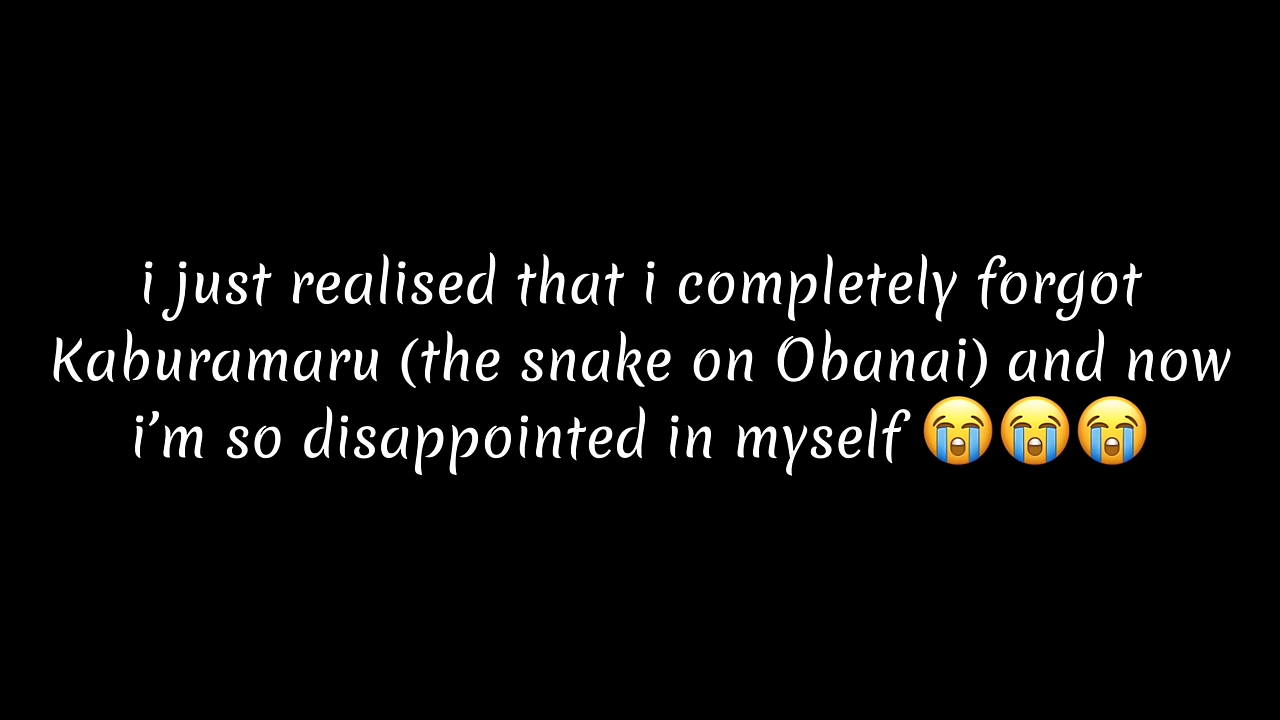 i just realised that i completely forgot
Kaburamaru (the snake on Obanai) and now
i’m so disappointed in myself 😭😭😭